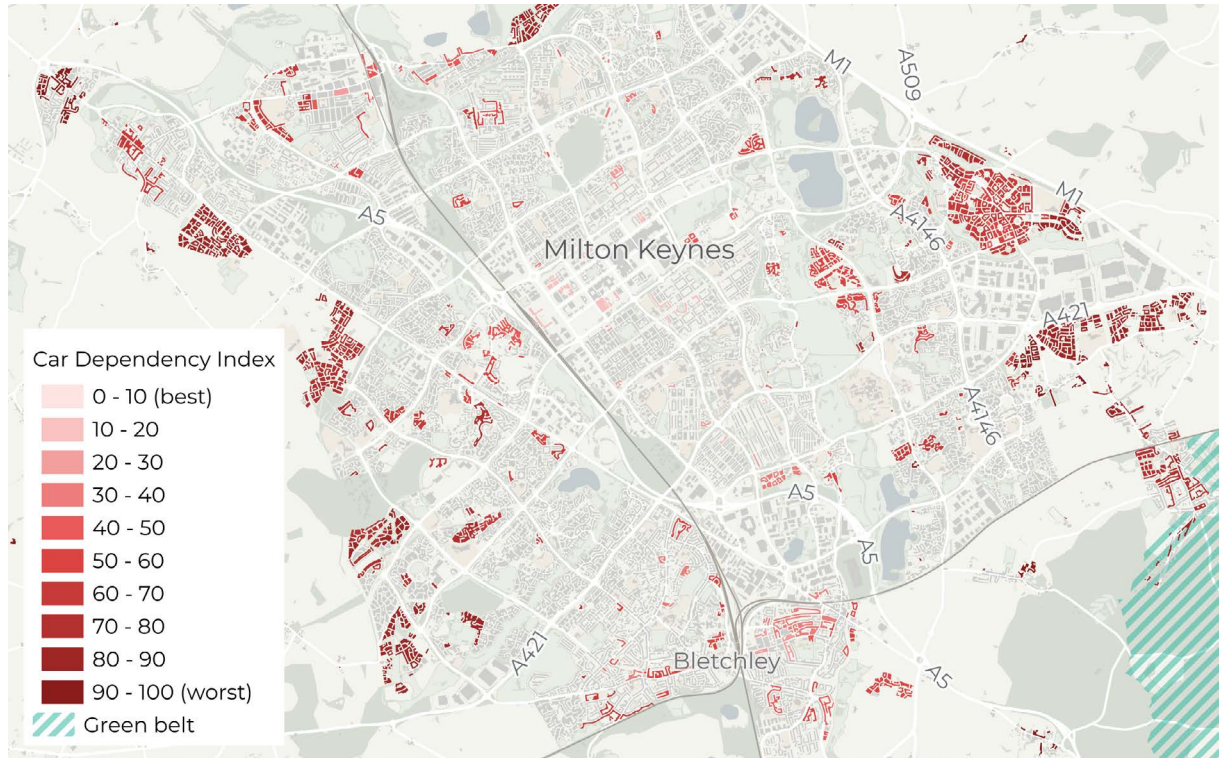 M1
A509
M1
A5
A4146
Milton Keynes
A421
A4146
A5
A5
Bletchley
A421
A5
Car Dependency Index
0 - 10 (best)
10 - 20
20 - 30
30 - 40
40 - 50
50 - 60
60 - 70
70 - 80
80 - 90
90 - 100 (worst)
Green belt